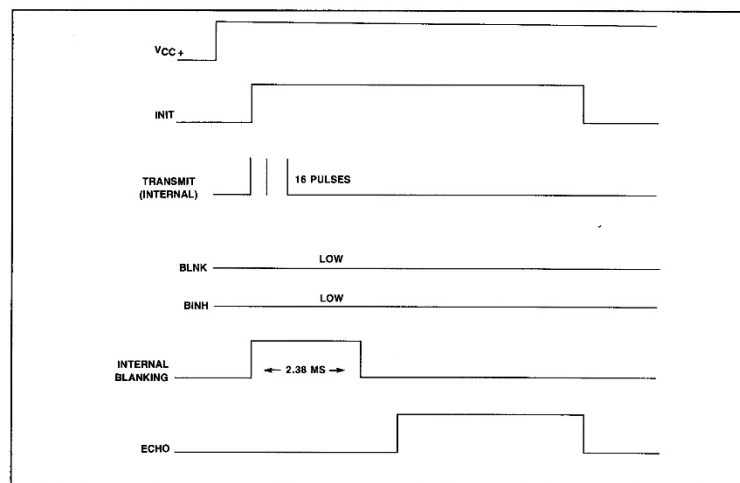 VCC+
INIT
TRANSMIT
(INTERNAL)
16 PULSES
BLNK
LOW
BINH
LOW
INTERNAL
BLANKING
2.38 MS
ECHO